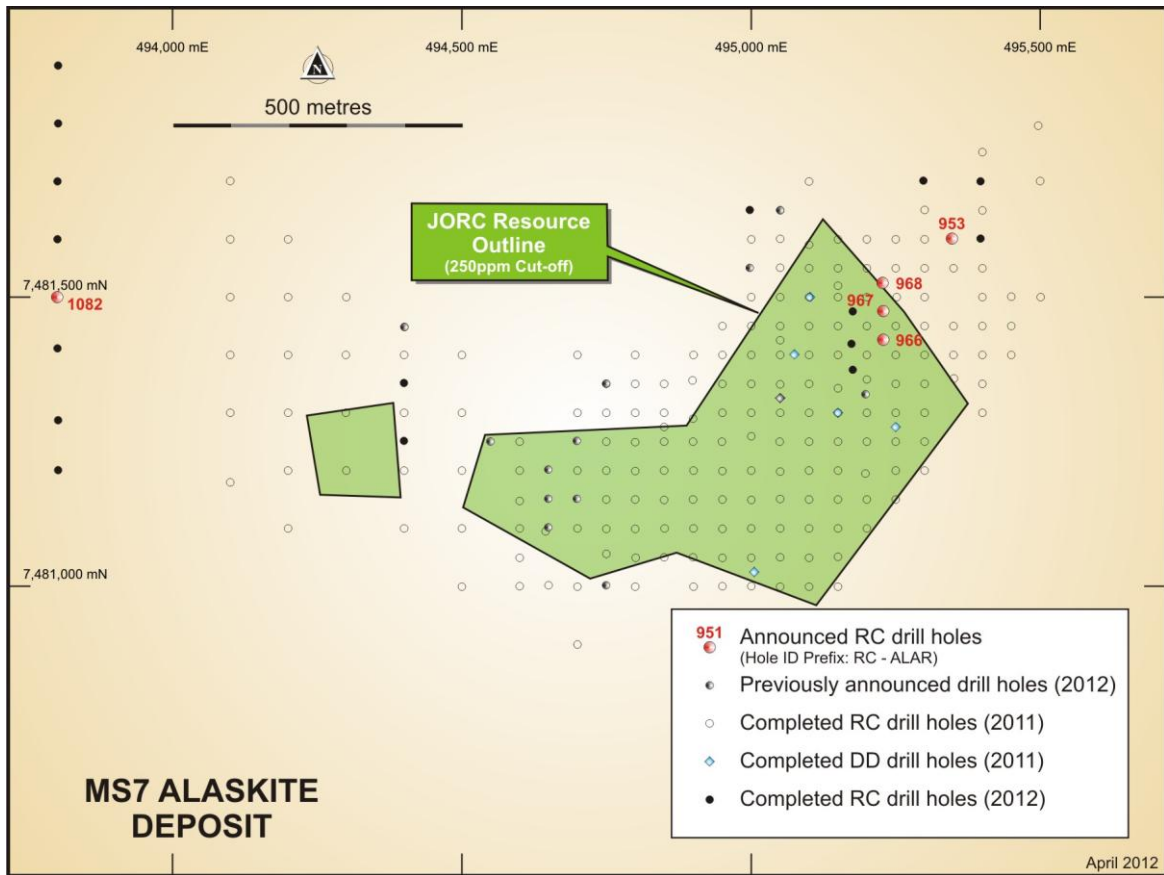 494,000 mE
494,500 mE
495,000 mE
495,500 mE
N
500 metres
JORC Resource
Outline
(250ppm Cut-off)
953
7,481,500 mN
1082
968
967
966
7,481,000 mN
951
Announced RC drill holes
(Hole ID Prefix: RC - ALAR)
Previously announced drill holes (2012)
Completed RC drill holes (2011)
Completed DD drill holes (2011)
Completed RC drill holes (2012)
MS7 ALASKITE
DEPOSIT
April 2012